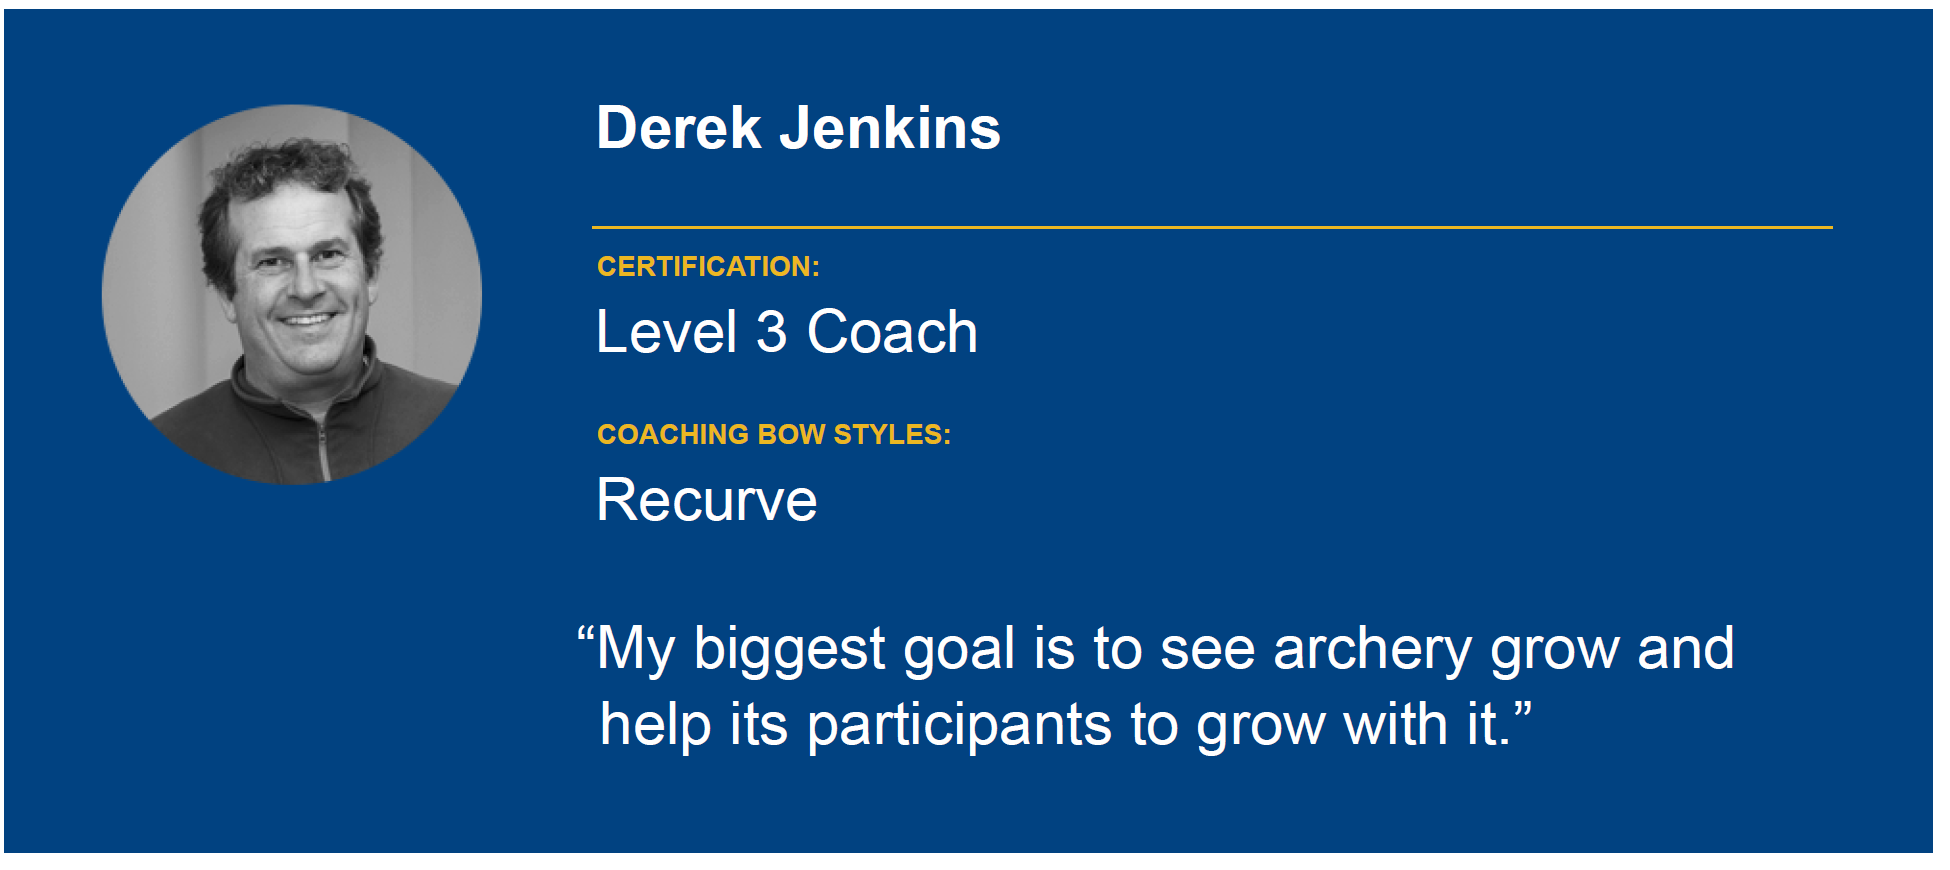 Derek Jenkins
CERTIFICATION:
Level 3 Coach
COACHING BOW STYLES:
Recurve
“My biggest goal is to see archery grow and
help its participants to grow with it.”